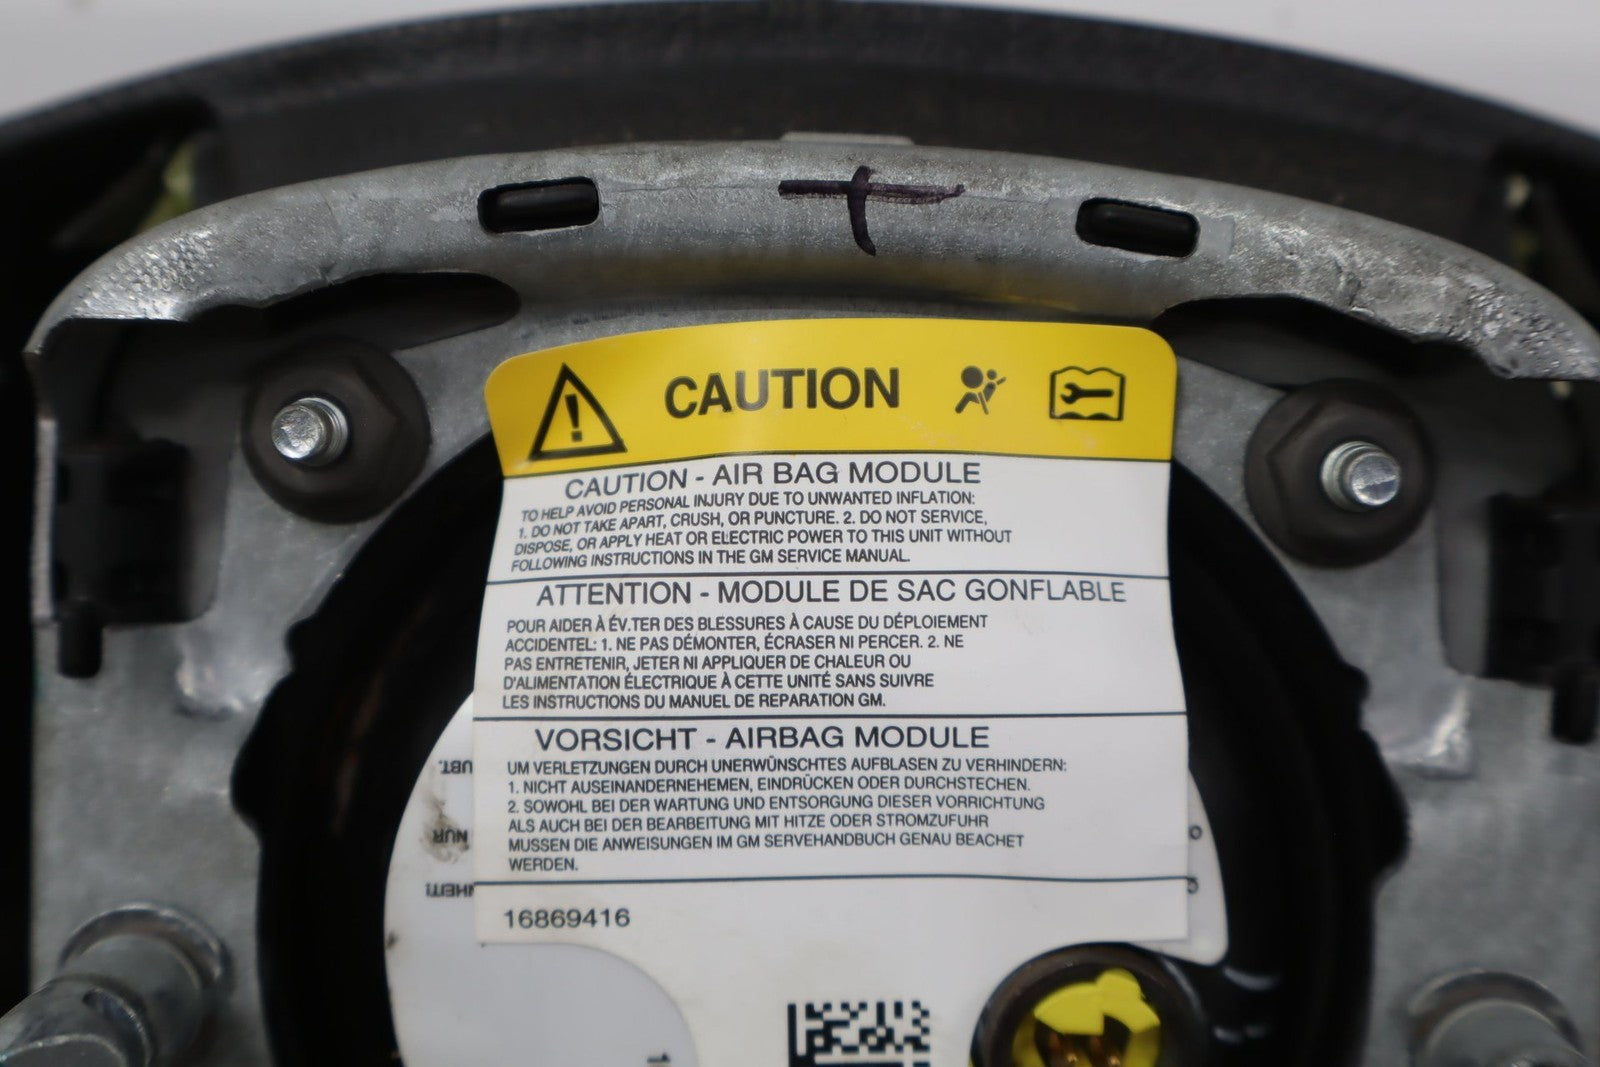 CAUTION
CAUTION - AIR BAG MODULE
TO HELP AVOID PERSONAL INJURY DUE TO UNWANTED INFLATION:
1. DO NOT TAKE APART, CRUSH, OR PUNCTURE. 2. DO NOT SERVICE,
DISPOSE, OR APPLY HEAT OR ELECTRIC POWER TO THIS UNIT WITHOUT
FOLLOWING INSTRUCTIONS IN THE GM SERVICE MANUAL.
ATTENTION - MODULE DE SAC GONFLABLE
POUR AIDER À ÉV.TER DES BLESSURES À CAUSE DU DÉPLOIEMENT
ACCIDENTEL: 1. NE PAS DÉMONTER, ÉCRASER NI PERCER. 2. NE
PAS ENTRETENIR, JETER NI APPLIQUER DE CHALEUR OU
D'ALIMENTATION ÉLECTRIQUE À CETTE UNITÉ SANS SUIVRE
LES INSTRUCTIONS DU MANUEL DE REPARATION GM.
VORSICHT - AIRBAG MODULE
UM VERLETZUNGEN DURCH UNERWÜNSCHTES AUFBLASEN ZU VERHINDERN:
1. NICHT AUSEINANDERNEHEMEN, EINDRÜCKEN ODER DURCHSTECHEN.
2. SOWOHL BEI DER WARTUNG UND ENTSORGUNG DIESER VORRICHTUNG
ALS AUCH BEI DER BEARBEITUNG MIT HITZE ODER STROMZUFUHR
MUSSEN DIE ANWEISUNGEN IM GM SERVEHANDBUCH GENAU BEACHET
WERDEN.
16869416
NUR